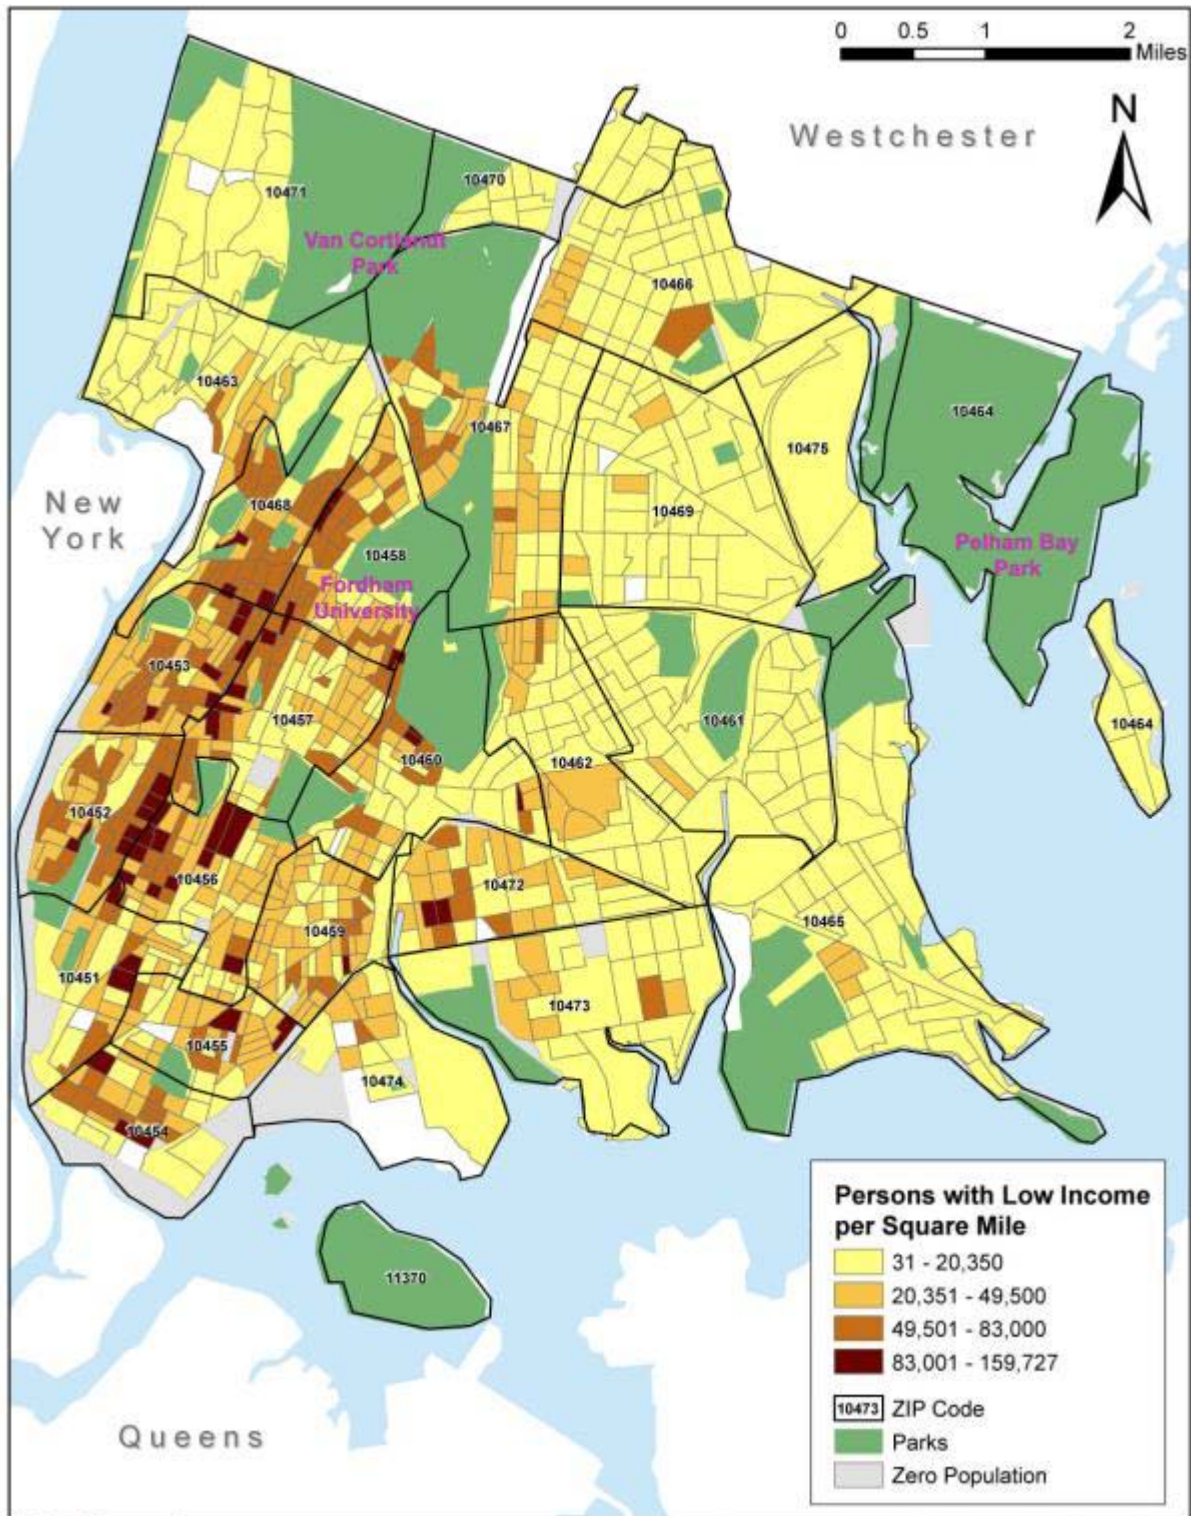 0 0.5 1 2
Miles
N
Westchester
10470
10471
Van Cortlandt
Park
10466
10463
10464
10467
10475
New
York
10468
10469
10458
Pelham Bay
Park
Fordham
University
10453
10457
10461
10464
10460
10462
10452
10456
10472
10459
10465
10451
10473
10455
10474
10454
11370
Queens
Persons with Low Income
per Square Mile
31 - 20,350
20,351 - 49,500
49,501 - 83,000
83,001 - 159,727
10473 ZIP Code
Parks
Zero Population